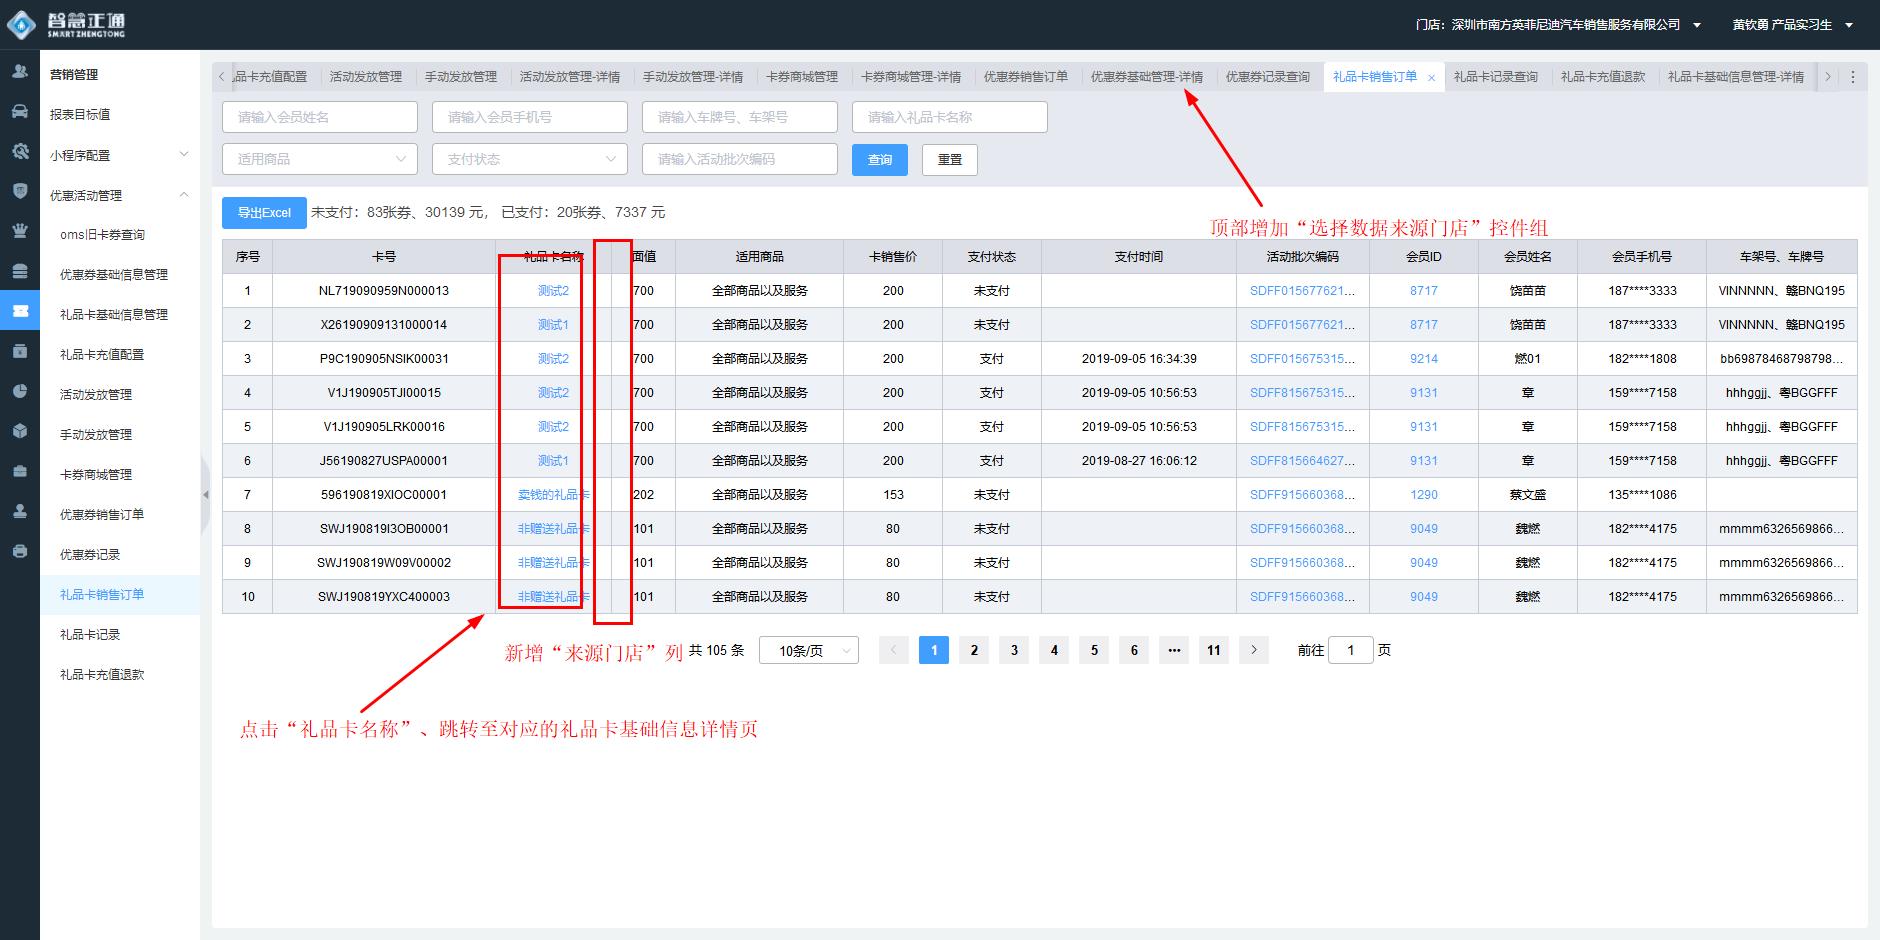 智慧正通
SMART ZHENGTONG
门店：深圳市南方英菲尼迪汽车销售服务有限公司
黄钦勇 产品实习生
营销管理
报表目标值
小程序配置
优惠活动管理
oms旧卡券查询
优惠券基础信息管理
礼品卡基础信息管理
礼品卡充值配置
活动发放管理
手动发放管理
卡券商城管理
优惠券销售订单
优惠券记录
礼品卡销售订单
礼品卡记录
礼品卡充值退款
品卡充值配置 活动发放管理 手动发放管理 活动发放管理-详情 手动发放管理-详情 卡券商城管理 卡券商城管理-详情 优惠券销售订单 优惠券基础管理-详情 优惠券记录查询 礼品卡销售订单 × 礼品卡记录查询 礼品卡充值退款 礼品卡基础信息管理-详情
请输入会员姓名 请输入会员手机号 请输入车牌号、车架号 请输入礼品卡名称
适用商品 支付状态 请输入活动批次编码 查询 重置
导出Excel 未支付：83张券、30139 元， 已支付：20张券、7337 元
顶部增加“选择数据来源门店”控件组
序号 卡号 礼品卡名称 面值 适用商品 卡销售价 支付状态 支付时间 活动批次编码 会员ID 会员姓名 会员手机号 车架号、车牌号
1 NL719090959N000013 测试2 700 全部商品以及服务 200 未支付 SDFF015677621... 8717 饶苗苗 187****3333 VINNNNN、赣BNQ195
2 X26190909131000014 测试1 700 全部商品以及服务 200 未支付 SDFF015677621... 8717 饶苗苗 187****3333 VINNNNN、赣BNQ195
3 P9C190905NSIK00031 测试2 700 全部商品以及服务 200 支付 2019-09-05 16:34:39 SDFF015675315... 9214 燃01 182****1808 bb69878468798798...
4 V1J190905TJI00015 测试2 700 全部商品以及服务 200 支付 2019-09-05 10:56:53 SDFF815675315... 9131 章 159****7158 hhhggjj、粤BGGFFF
5 V1J190905LRK00016 测试2 700 全部商品以及服务 200 支付 2019-09-05 10:56:53 SDFF815675315... 9131 章 159****7158 hhhggjj、粤BGGFFF
6 J56190827USPA00001 测试1 700 全部商品以及服务 200 支付 2019-08-27 16:06:12 SDFF815664627... 9131 章 159****7158 hhhggjj、粤BGGFFF
7 596190819XIOC00001 卖钱的礼品卡 202 全部商品以及服务 153 未支付 SDFF915660368... 1290 蔡文盛 135****1086
8 SWJ190819I3OB00001 非赠送礼品卡 101 全部商品以及服务 80 未支付 SDFF915660368... 9049 魏燃 182****4175 mmmm6326569866...
9 SWJ190819W09V00002 非赠送礼品卡 101 全部商品以及服务 80 未支付 SDFF915660368... 9049 魏燃 182****4175 mmmm6326569866...
10 SWJ190819YXC400003 非赠送礼品卡 101 全部商品以及服务 80 未支付 SDFF915660368... 9049 魏燃 182****4175 mmmm6326569866...
新增“来源门店”列 共 105 条 10条/页 1 2 3 4 5 6 ••• 11 前往 1 页
点击“礼品卡名称”、跳转至对应的礼品卡基础信息详情页